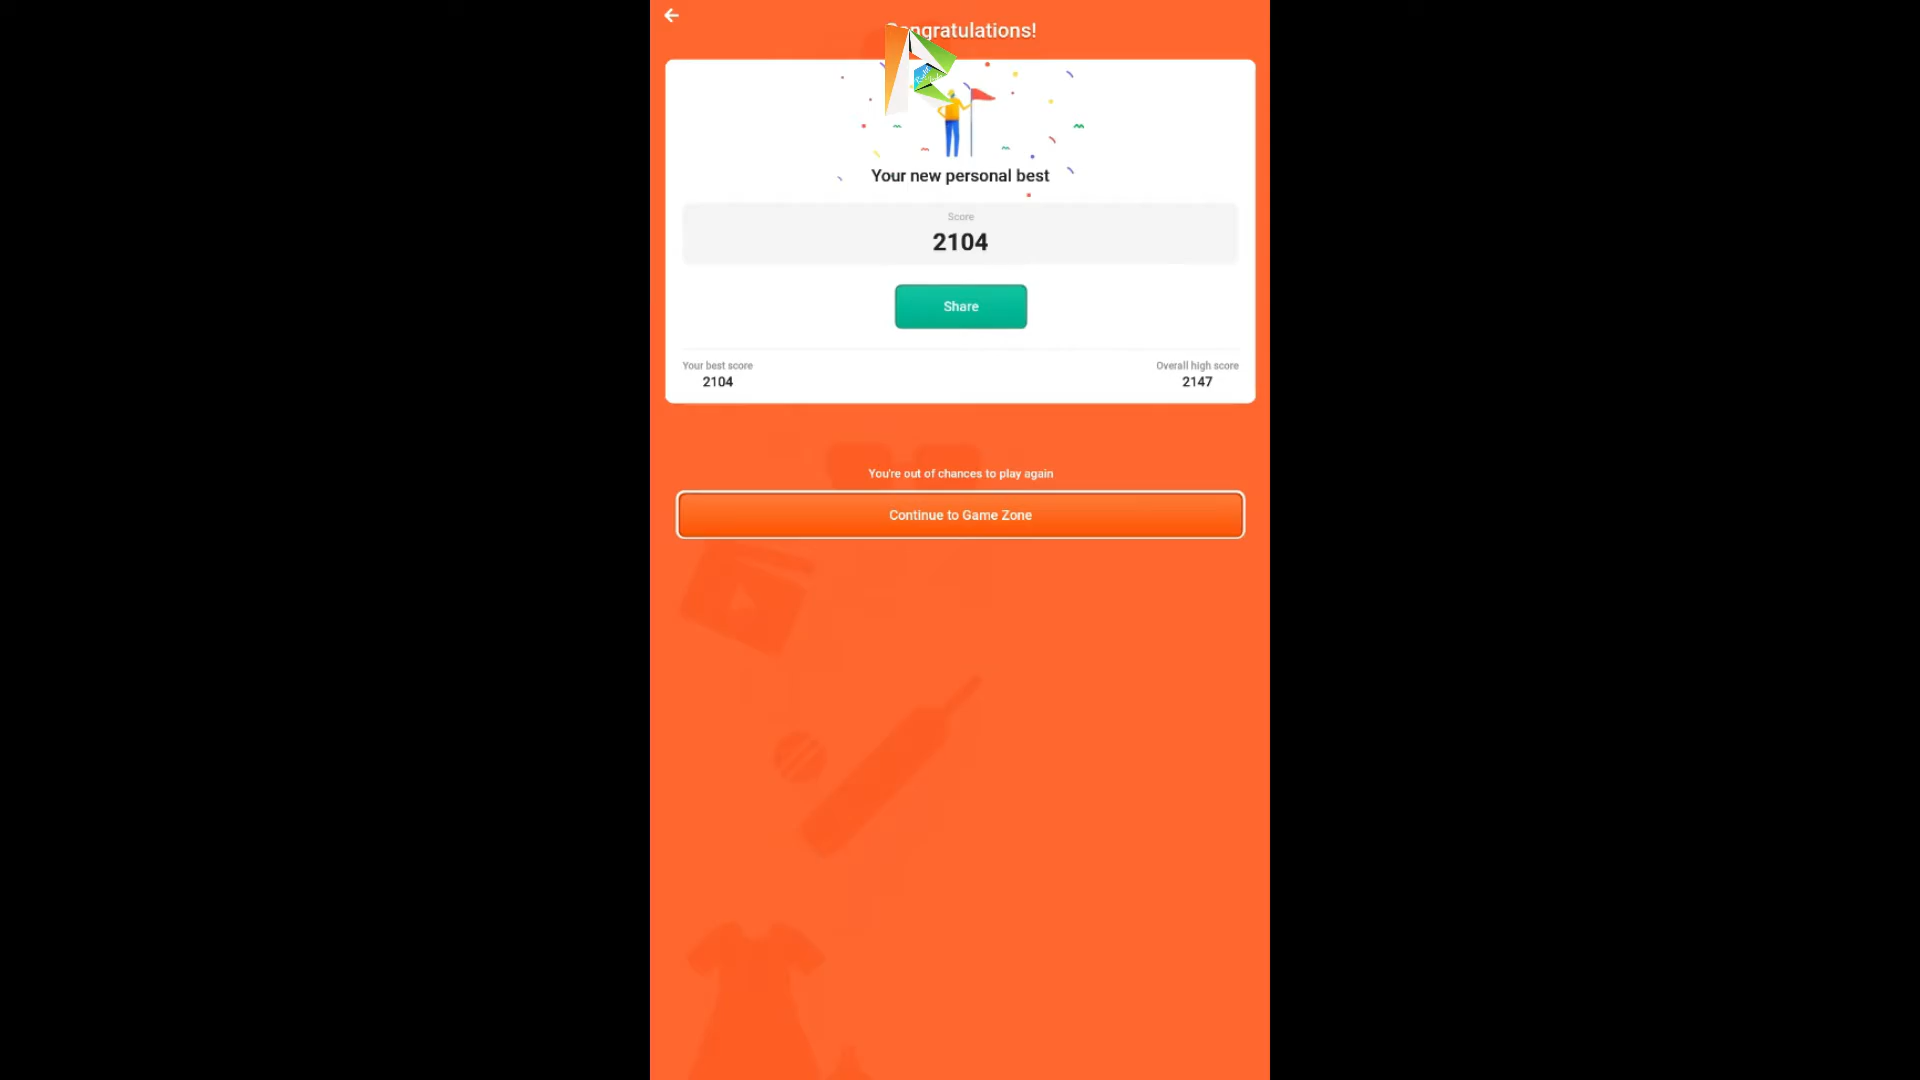 Congratulations!
Your new personal best
Score
2104
Share
Your best score
2104
Overall high score
2147
You're out of chances to play again
Continue to Game Zone